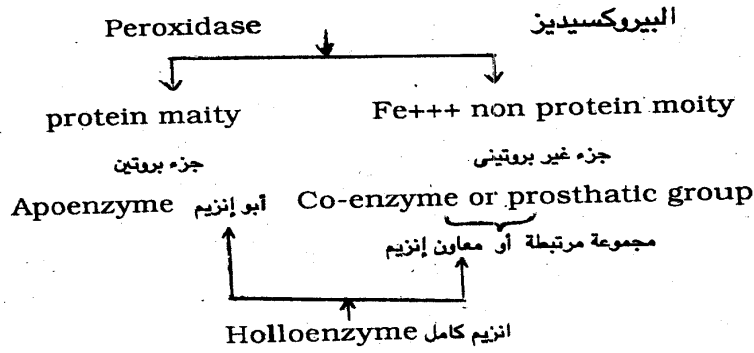 Peroxidase البيروكسيديز
protein maity Fe+++ non protein moity
جزء بروتين جزء غير بروتينى
Apoenzyme أبو إنزيم Co-enzyme or prosthatic group
مجموعة مرتبطة أو معاون إنزيم
Holloenzyme انزيم كامل